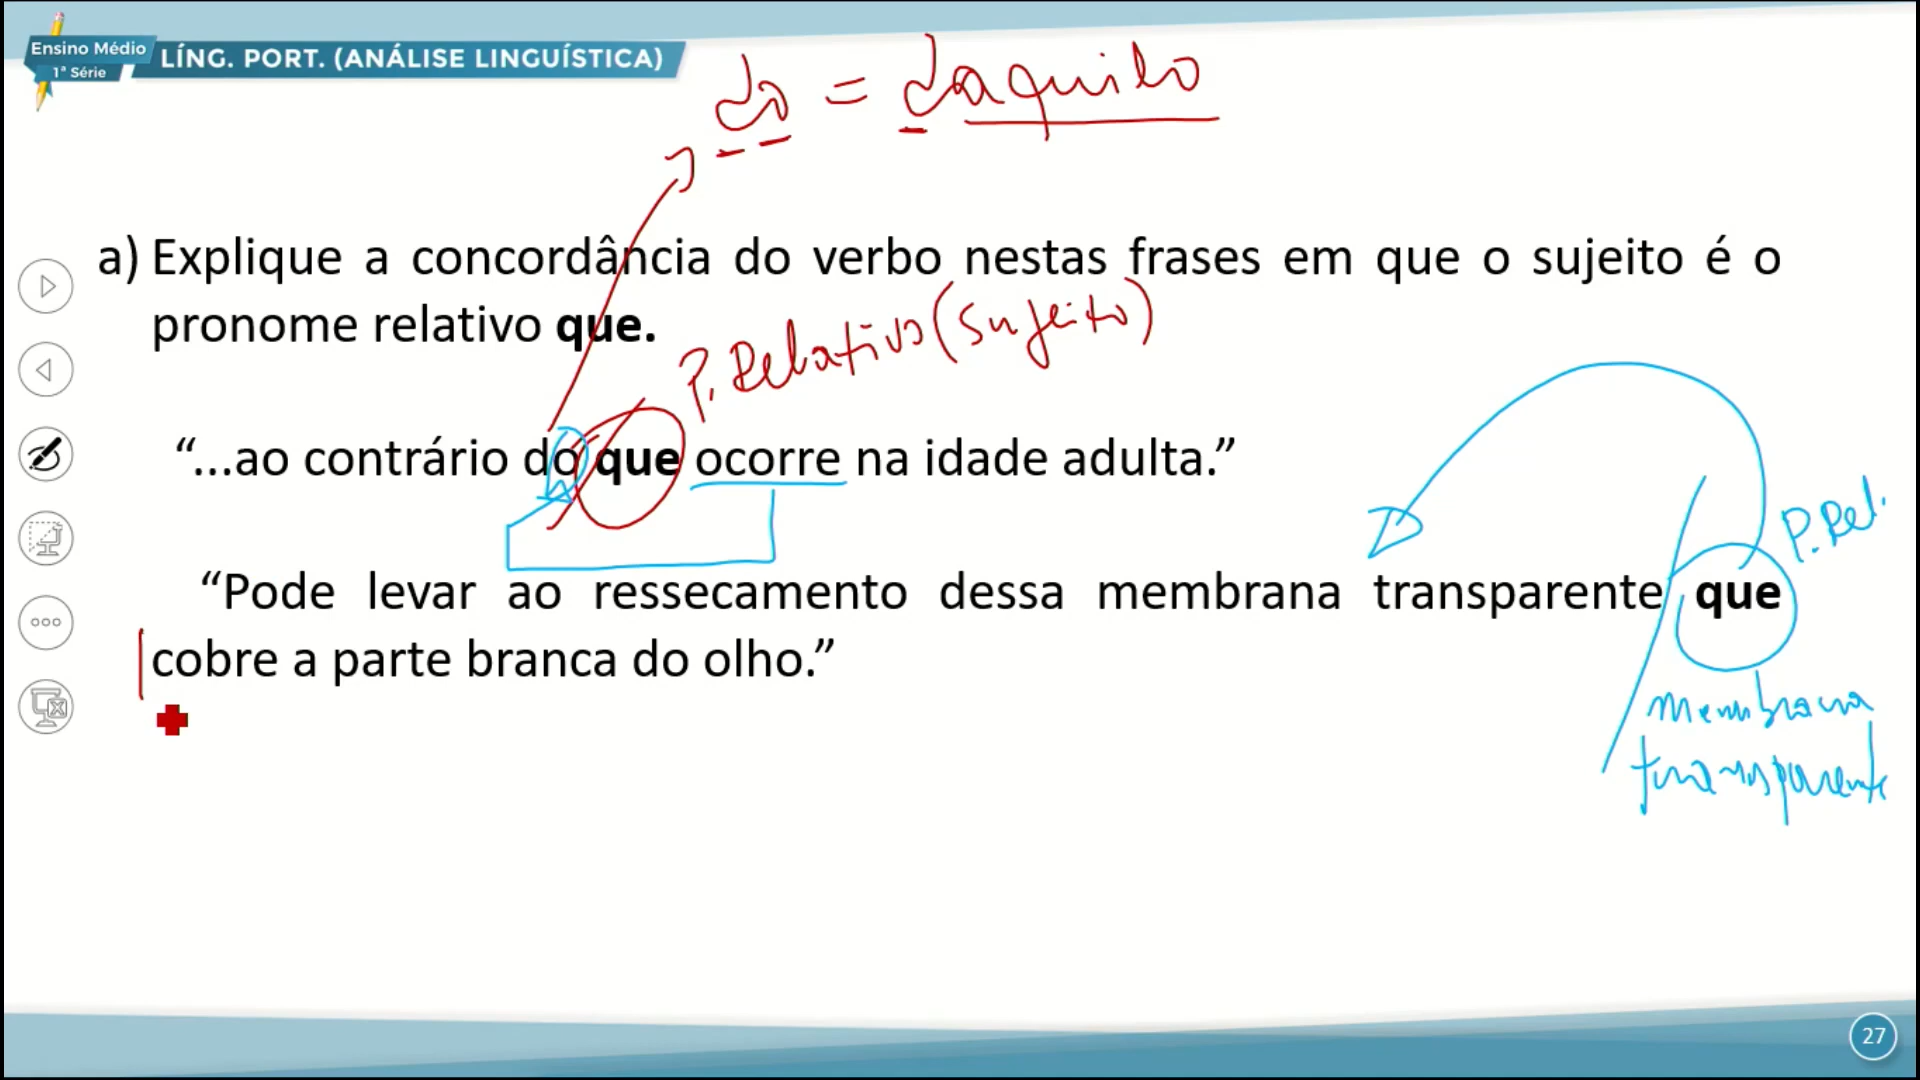 Ensino Médio
1ª Série
LÍNG. PORT. (ANÁLISE LINGUÍSTICA)
do = daquilo
a) Explique a concordância do verbo nestas frases em que o sujeito é o
pronome relativo que.
P. Relativo (Sujeito)
“...ao contrário do que ocorre na idade adulta.”
P. Rel.
“Pode levar ao ressecamento dessa membrana transparente que
cobre a parte branca do olho.”
membrana
transparente
27